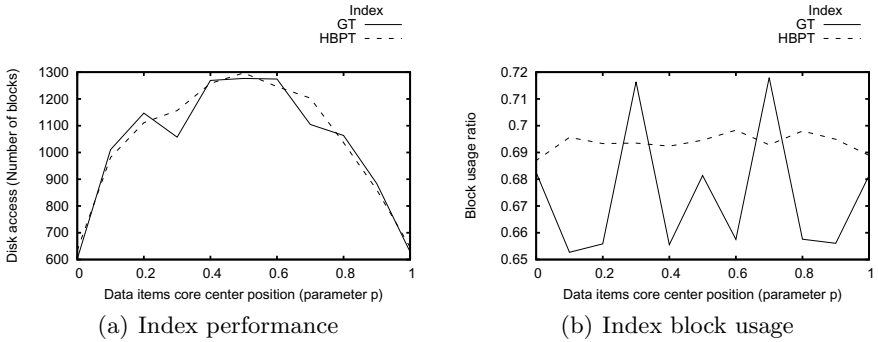 Index
GT
HBPT
1300
1200
1100
1000
900
800
700
600
0
0.2
0.4
0.6
0.8
1
Disk access (Number of blocks)
Data items core center position (parameter p)
(a) Index performance
Index
GT
HBPT
0.72
0.71
0.7
0.69
0.68
0.67
0.66
0.65
0
0.2
0.4
0.6
0.8
1
Block usage ratio
Data items core center position (parameter p)
(b) Index block usage